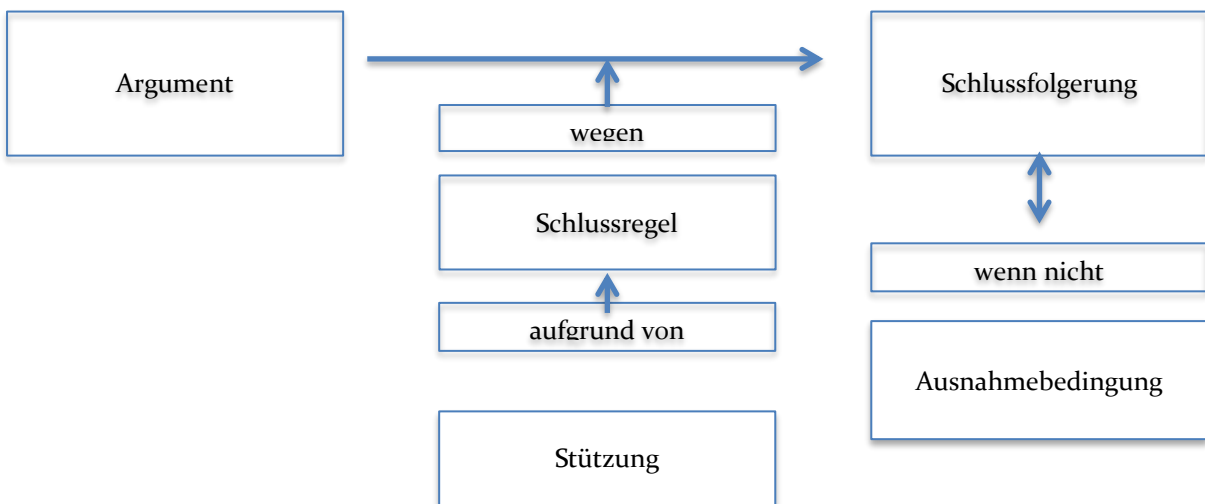 Argument
Schlussfolgerung
wegen
Schlussregel
wenn nicht
aufgrund von
Ausnahmebedingung
Stützung